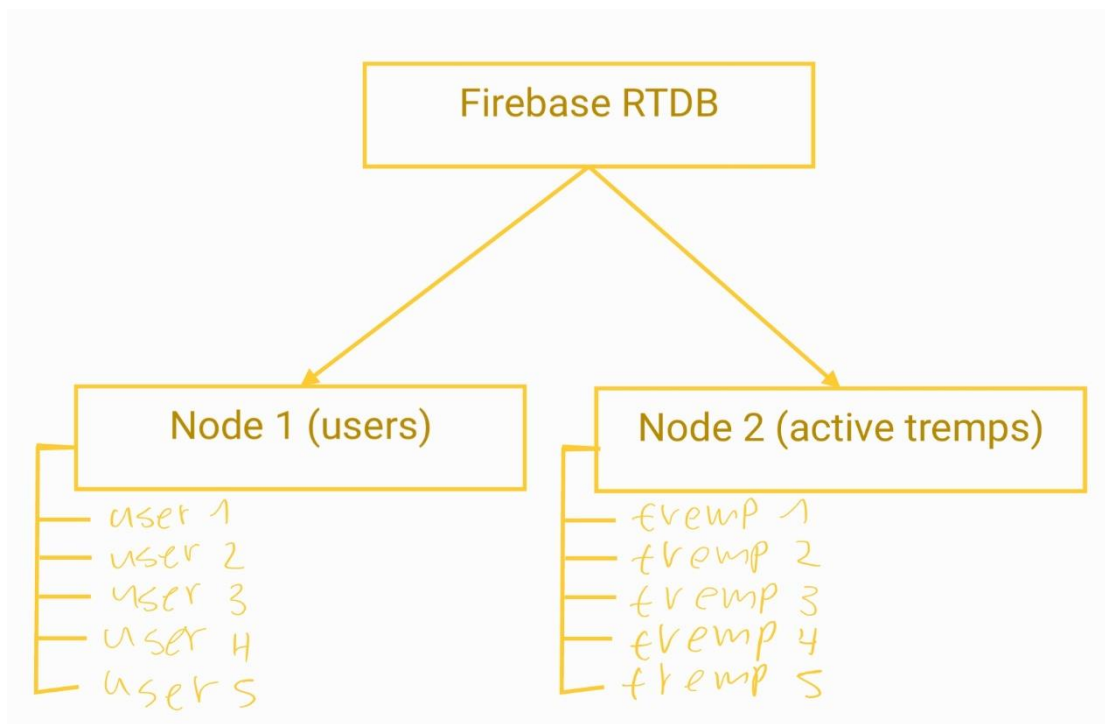 Firebase RTDB
Node 1 (users)
user 1
user 2
user 3
user 4
user 5
Node 2 (active tremps)
tremp 1
tremp 2
tremp 3
tremp 4
tremp 5